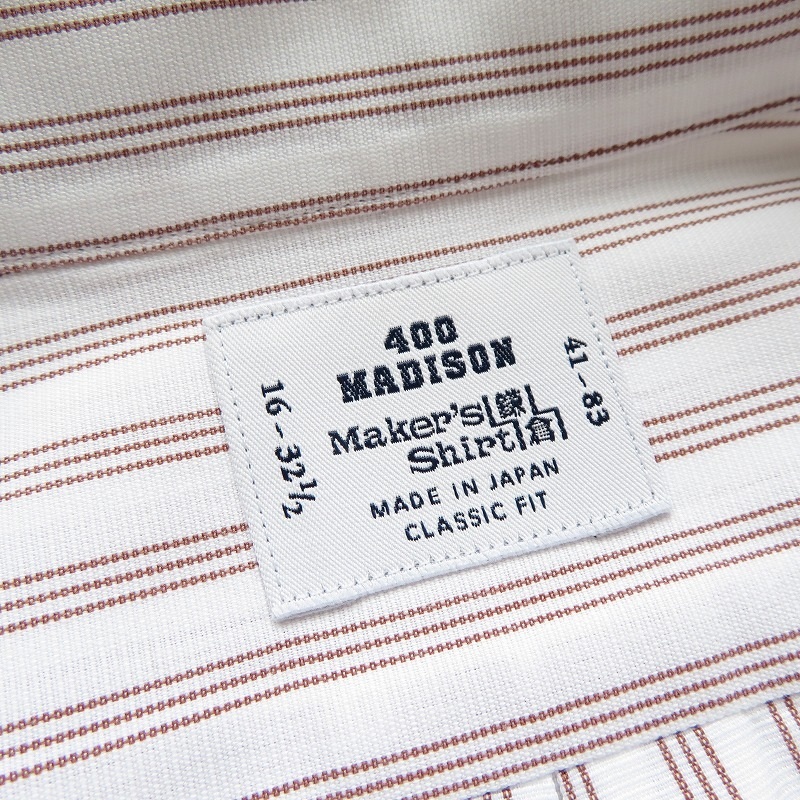 400
MADISON
Maker's 鎌
Shirt 倉
MADE IN JAPAN
CLASSIC FIT
16-32½
41-83